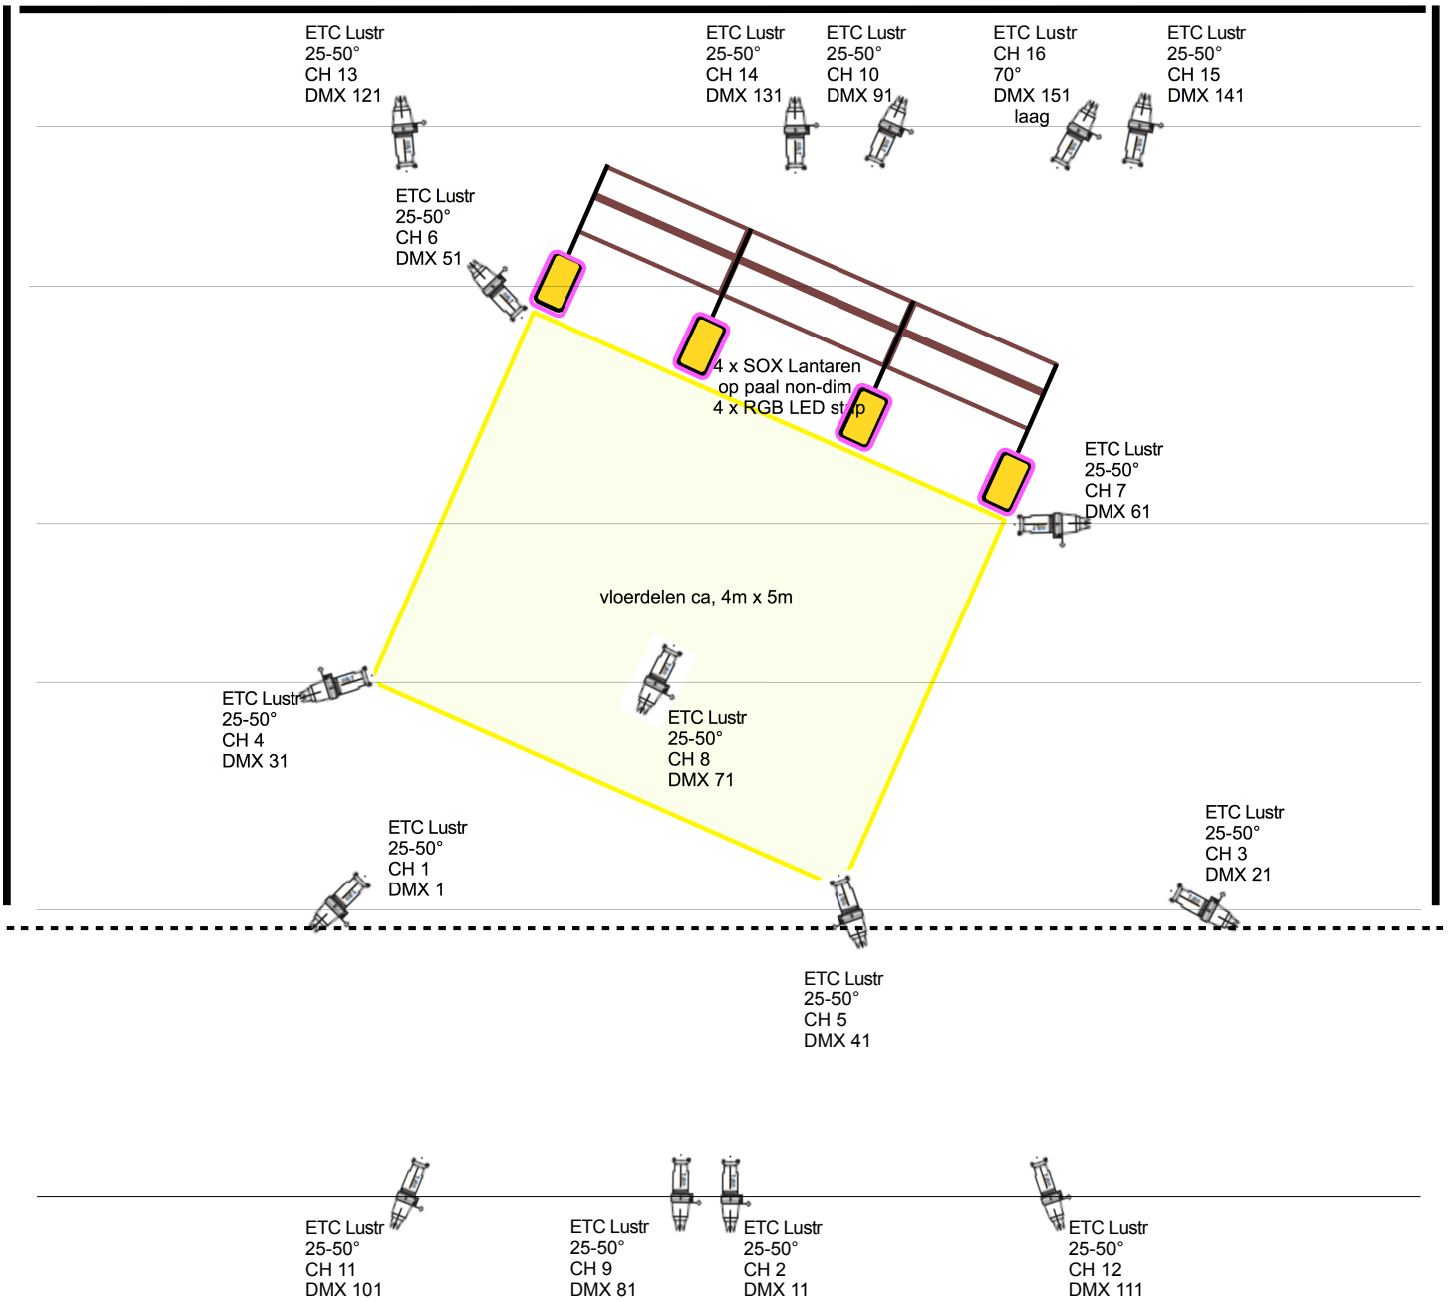 ETC Lustr
25-50°
CH 13
DMX 121
ETC Lustr
25-50°
CH 14
DMX 131
ETC Lustr
25-50°
CH 10
DMX 91
ETC Lustr
CH 16
70°
DMX 151
laag
ETC Lustr
25-50°
CH 15
DMX 141
ETC Lustr
25-50°
CH 6
DMX 51
4 x SOX Lantaren
op paal non-dim
4 x RGB LED strip
ETC Lustr
25-50°
CH 7
DMX 61
vloerdelen ca, 4m x 5m
ETC Lustr
25-50°
CH 4
DMX 31
ETC Lustr
25-50°
CH 8
DMX 71
ETC Lustr
25-50°
CH 1
DMX 1
ETC Lustr
25-50°
CH 3
DMX 21
ETC Lustr
25-50°
CH 5
DMX 41
ETC Lustr
25-50°
CH 11
DMX 101
ETC Lustr
25-50°
CH 9
DMX 81
ETC Lustr
25-50°
CH 2
DMX 11
ETC Lustr
25-50°
CH 12
DMX 111